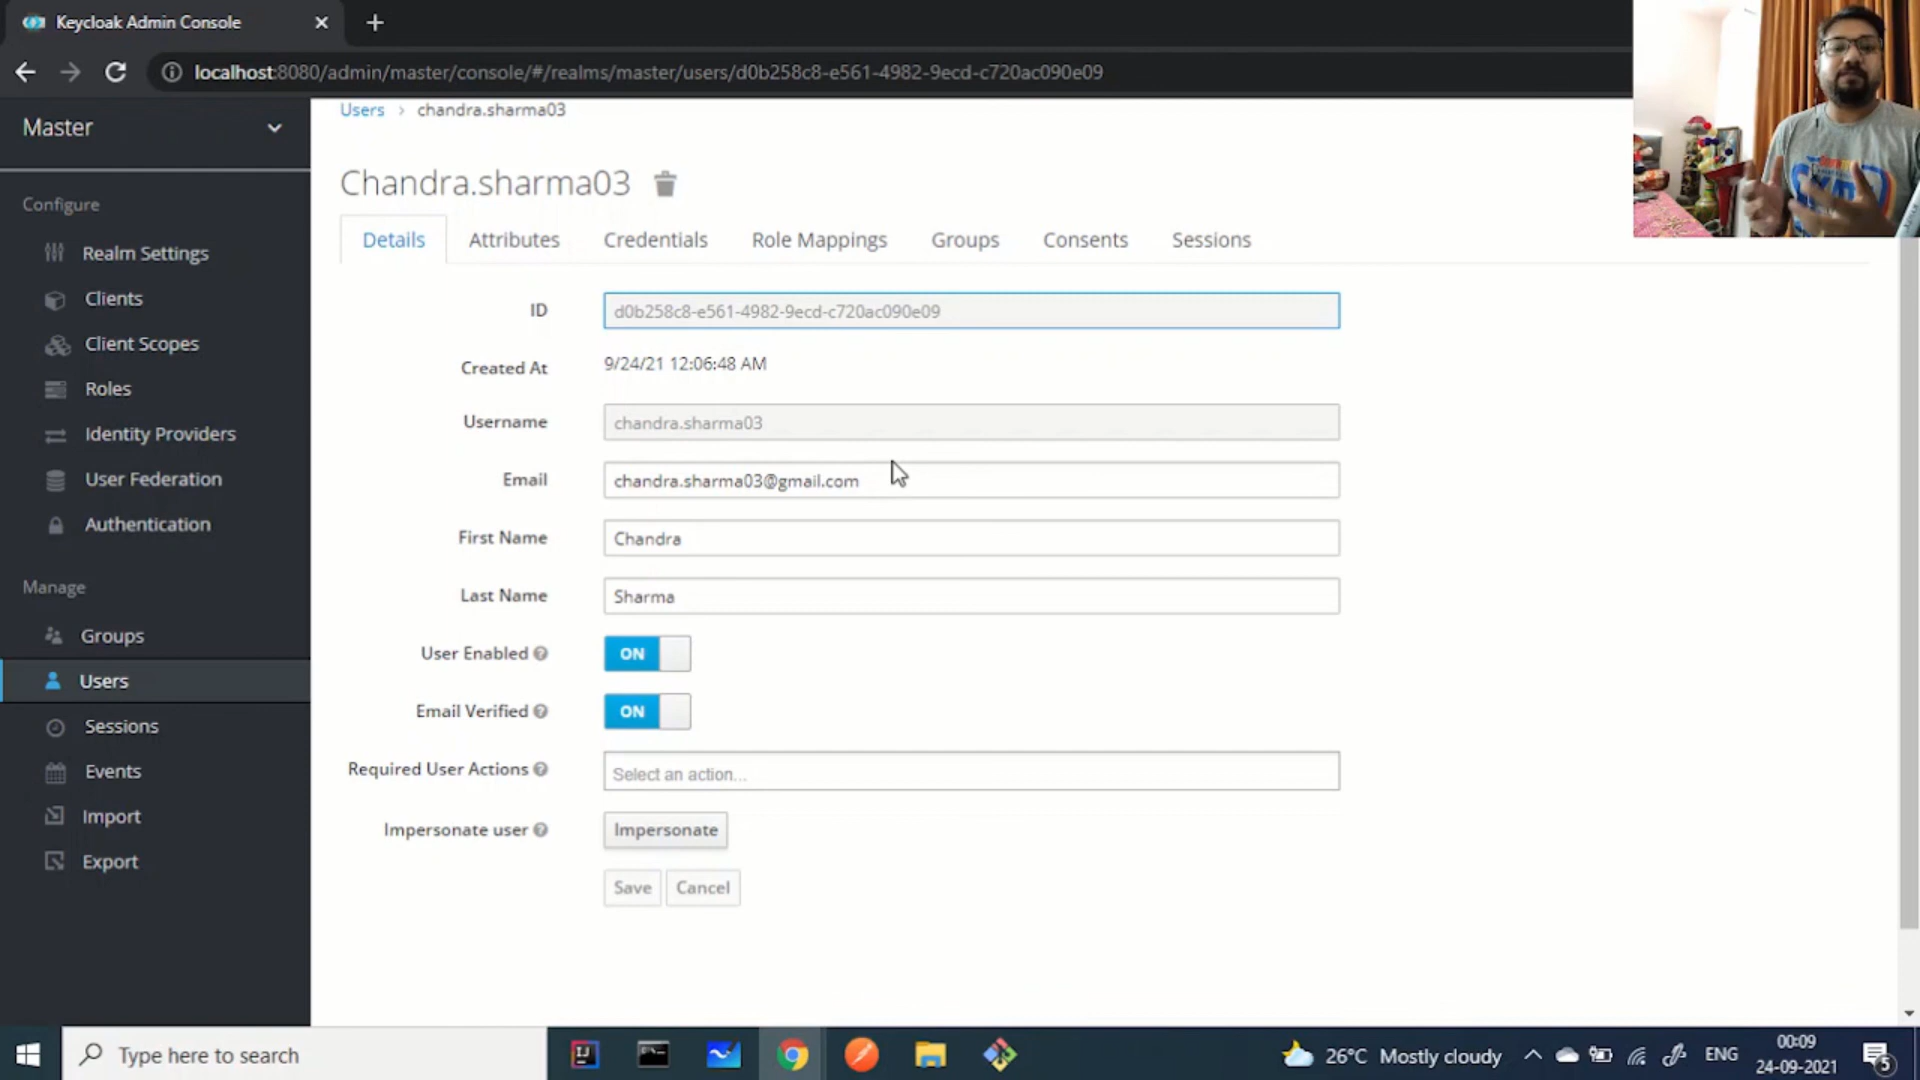 Keycloak Admin Console
localhost:8080/admin/master/console/#/realms/master/users/d0b258c8-e561-4982-9ecd-c720ac090e09
Master
Configure
Realm Settings
Clients
Client Scopes
Roles
Identity Providers
User Federation
Authentication
Manage
Groups
Users
Sessions
Events
Import
Export
Users > chandra.sharma03
Chandra.sharma03
Details Attributes Credentials Role Mappings Groups Consents Sessions
ID d0b258c8-e561-4982-9ecd-c720ac090e09
Created At 9/24/21 12:06:48 AM
Username chandra.sharma03
Email chandra.sharma03@gmail.com
First Name Chandra
Last Name Sharma
User Enabled ON
Email Verified ON
Required User Actions Select an action...
Impersonate user Impersonate
Save Cancel
Type here to search
26°C Mostly cloudy
ENG
00:09
24-09-2021
5